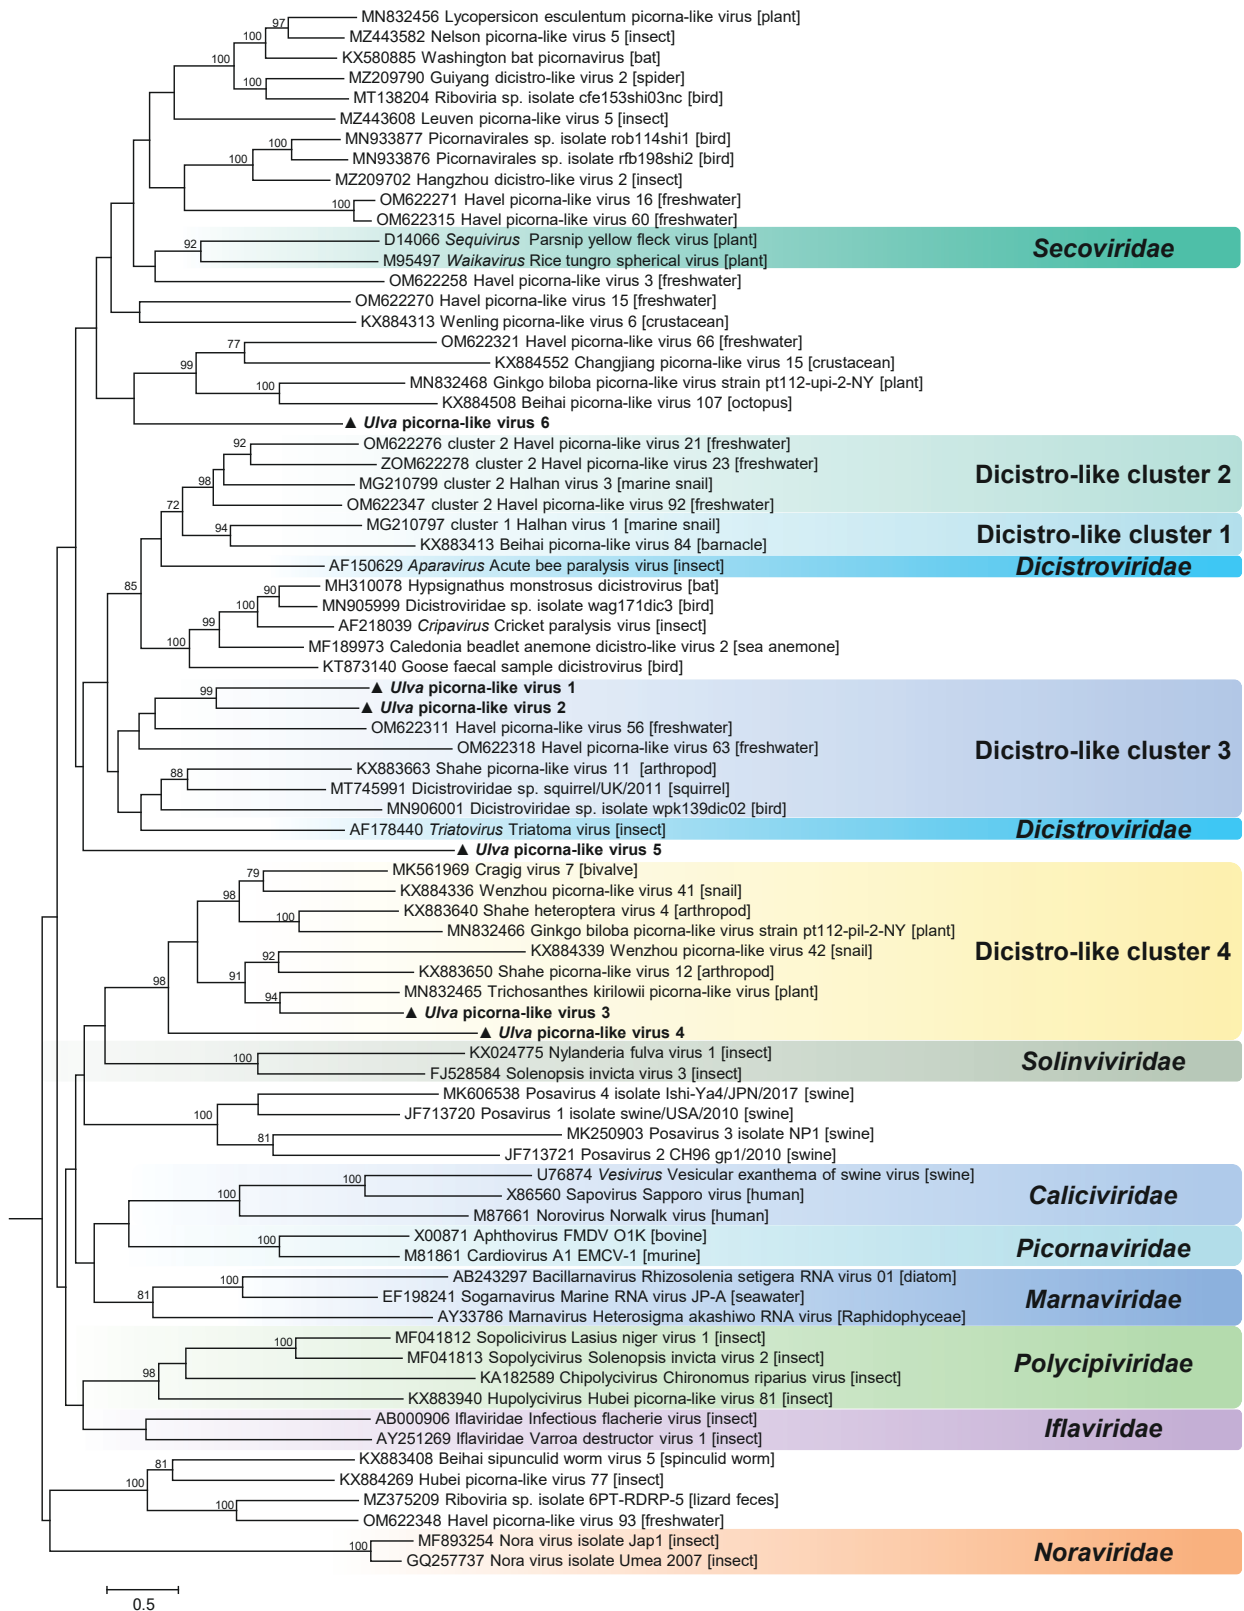 MN832456 Lycopersicon esculentum picorna-like virus [plant]
97
MZ443582 Nelson picorna-like virus 5 [insect]
100
KX580885 Washington bat picornavirus [bat]
MZ209790 Guiyang dicistro-like virus 2 [spider]
100
MT138204 Riboviria sp. isolate cfe153shi03nc [bird]
MZ443608 Leuven picorna-like virus 5 [insect]
100
MN933877 Picornavirales sp. isolate rob114shi1 [bird]
100
MN933876 Picornavirales sp. isolate rfb198shi2 [bird]
MZ209702 Hangzhou dicistro-like virus 2 [insect]
OM622271 Havel picorna-like virus 16 [freshwater]
100
OM622315 Havel picorna-like virus 60 [freshwater]
D14066 Sequivirus Parsnip yellow fleck virus [plant]
92
Secoviridae
M95497 Waikavirus Rice tungro spherical virus [plant]
OM622258 Havel picorna-like virus 3 [freshwater]
OM622270 Havel picorna-like virus 15 [freshwater]
KX884313 Wenling picorna-like virus 6 [crustacean]
77
OM622321 Havel picorna-like virus 66 [freshwater]
99
KX884552 Changjiang picorna-like virus 15 [crustacean]
100
MN832468 Ginkgo biloba picorna-like virus strain pt112-upi-2-NY [plant]
KX884508 Beihai picorna-like virus 107 [octopus]
▲ Ulva picorna-like virus 6
92
OM622276 cluster 2 Havel picorna-like virus 21 [freshwater]
ZOM622278 cluster 2 Havel picorna-like virus 23 [freshwater]
Dicistro-like cluster 2
98
MG210799 cluster 2 Halhan virus 3 [marine snail]
72
OM622347 cluster 2 Havel picorna-like virus 92 [freshwater]
94
MG210797 cluster 1 Halhan virus 1 [marine snail]
Dicistro-like cluster 1
KX883413 Beihai picorna-like virus 84 [barnacle]
AF150629 Aparavirus Acute bee paralysis virus [insect]
Dicistroviridae
85
90
MH310078 Hypsignathus monstrosus dicistrovirus [bat]
100
MN905999 Dicistroviridae sp. isolate wag171dic3 [bird]
99
AF218039 Cripavirus Cricket paralysis virus [insect]
100
MF189973 Caledonia beadlet anemone dicistro-like virus 2 [sea anemone]
KT873140 Goose faecal sample dicistrovirus [bird]
99
▲ Ulva picorna-like virus 1
▲ Ulva picorna-like virus 2
OM622311 Havel picorna-like virus 56 [freshwater]
OM622318 Havel picorna-like virus 63 [freshwater]
Dicistro-like cluster 3
88
KX883663 Shahe picorna-like virus 11 [arthropod]
MT745991 Dicistroviridae sp. squirrel/UK/2011 [squirrel]
MN906001 Dicistroviridae sp. isolate wpk139dic02 [bird]
AF178440 Triatovirus Triatoma virus [insect]
Dicistroviridae
▲ Ulva picorna-like virus 5
79
MK561969 Cragig virus 7 [bivalve]
98
KX884336 Wenzhou picorna-like virus 41 [snail]
100
KX883640 Shahe heteroptera virus 4 [arthropod]
MN832466 Ginkgo biloba picorna-like virus strain pt112-pil-2-NY [plant]
92
KX884339 Wenzhou picorna-like virus 42 [snail]
Dicistro-like cluster 4
98
91
KX883650 Shahe picorna-like virus 12 [arthropod]
94
MN832465 Trichosanthes kirilowii picorna-like virus [plant]
▲ Ulva picorna-like virus 3
▲ Ulva picorna-like virus 4
100
KX024775 Nylanderia fulva virus 1 [insect]
Solinviviridae
FJ528584 Solenopsis invicta virus 3 [insect]
MK606538 Posavirus 4 isolate Ishi-Ya4/JPN/2017 [swine]
100
JF713720 Posavirus 1 isolate swine/USA/2010 [swine]
81
MK250903 Posavirus 3 isolate NP1 [swine]
JF713721 Posavirus 2 CH96 gp1/2010 [swine]
100
U76874 Vesivirus Vesicular exanthema of swine virus [swine]
100
X86560 Sapovirus Sapporo virus [human]
Caliciviridae
M87661 Norovirus Norwalk virus [human]
100
X00871 Aphthovirus FMDV O1K [bovine]
Picornaviridae
M81861 Cardiovirus A1 EMCV-1 [murine]
100
AB243297 Bacillarnavirus Rhizosolenia setigera RNA virus 01 [diatom]
81
EF198241 Sogarnavirus Marine RNA virus JP-A [seawater]
Marnaviridae
AY33786 Marnavirus Heterosigma akashiwo RNA virus [Raphidophyceae]
100
MF041812 Sopolicivirus Lasius niger virus 1 [insect]
MF041813 Sopolycivirus Solenopsis invicta virus 2 [insect]
Polycipiviridae
98
KA182589 Chipolycivirus Chironomus riparius virus [insect]
KX883940 Hupolycivirus Hubei picorna-like virus 81 [insect]
AB000906 Iflaviridae Infectious flacherie virus [insect]
Iflaviridae
AY251269 Iflaviridae Varroa destructor virus 1 [insect]
81
KX883408 Beihai sipunculid worm virus 5 [spinculid worm]
100
KX884269 Hubei picorna-like virus 77 [insect]
100
MZ375209 Riboviria sp. isolate 6PT-RDRP-5 [lizard feces]
OM622348 Havel picorna-like virus 93 [freshwater]
100
MF893254 Nora virus isolate Jap1 [insect]
Noraviridae
GQ257737 Nora virus isolate Umea 2007 [insect]
0.5